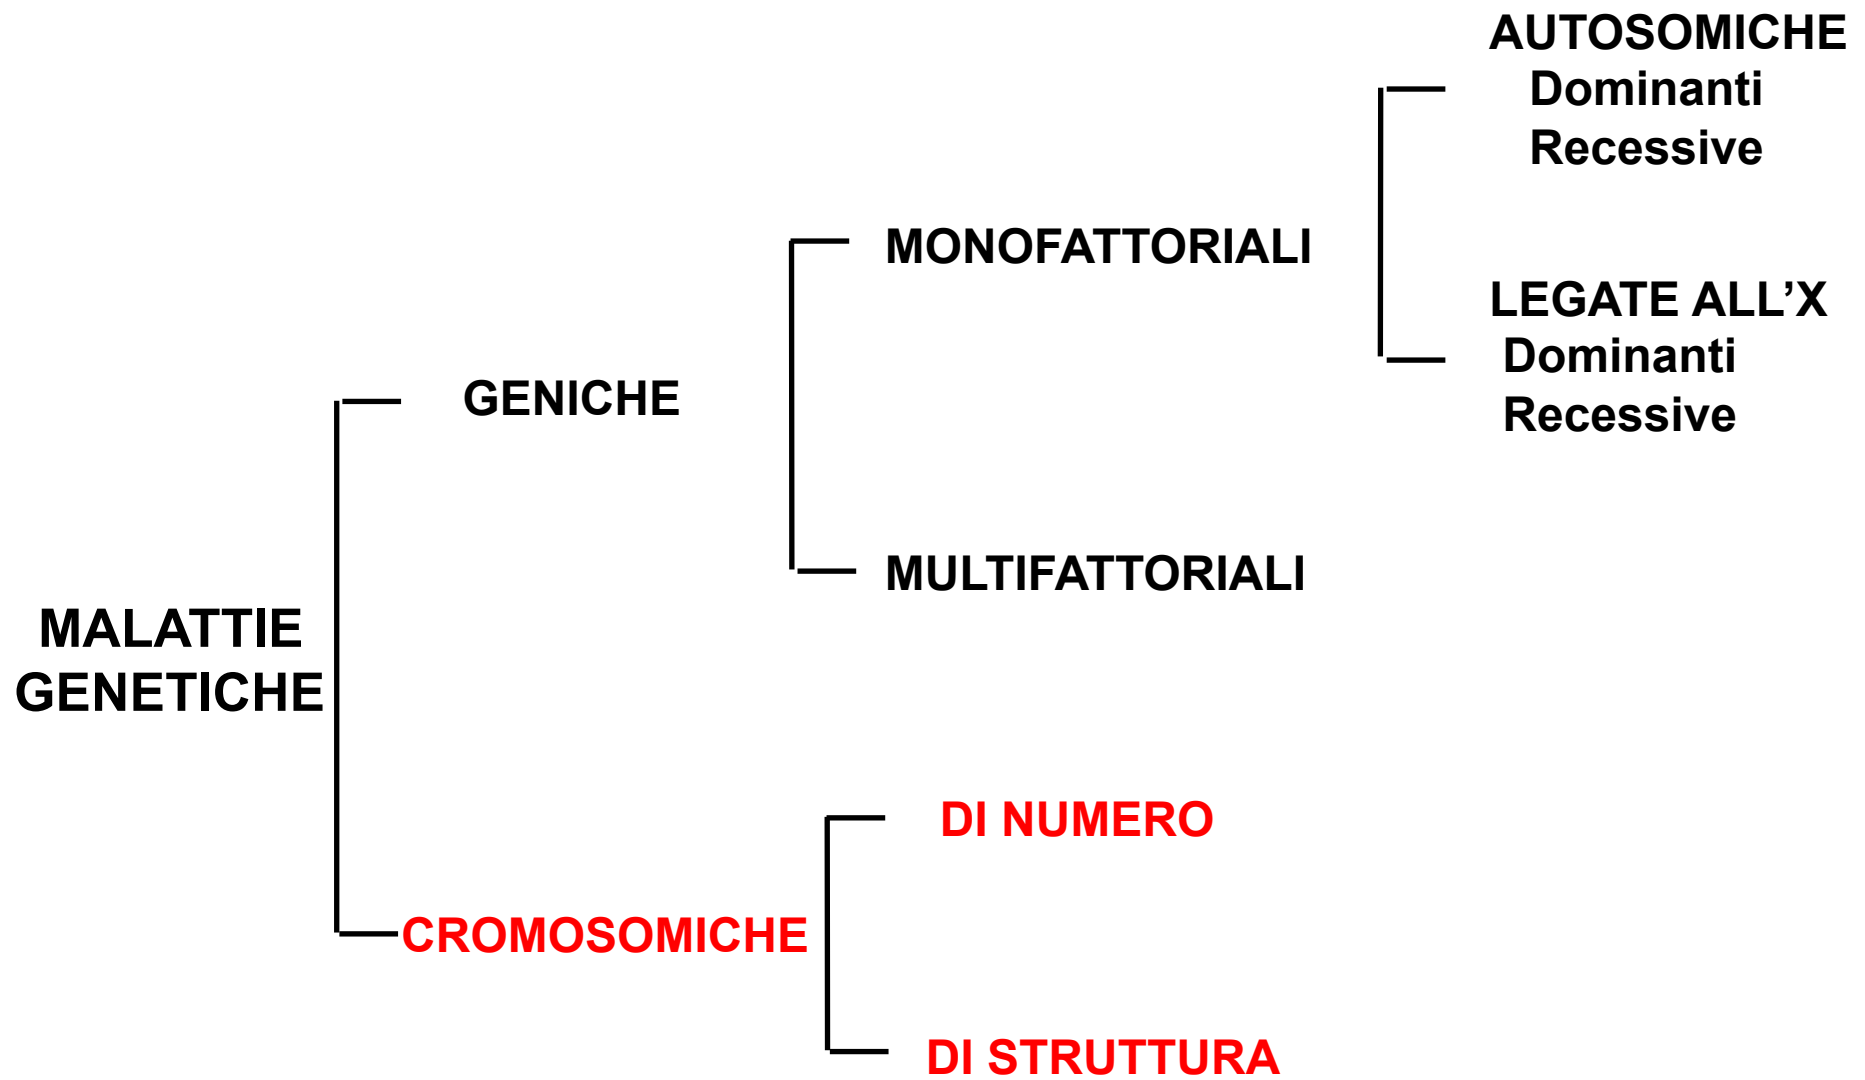 MALATTIE
GENETICHE
GENICHE
MONOFATTORIALI
AUTOSOMICHE
Dominanti
Recessive
LEGATE ALL’X
Dominanti
Recessive
MULTIFATTORIALI
CROMOSOMICHE
DI NUMERO
DI STRUTTURA